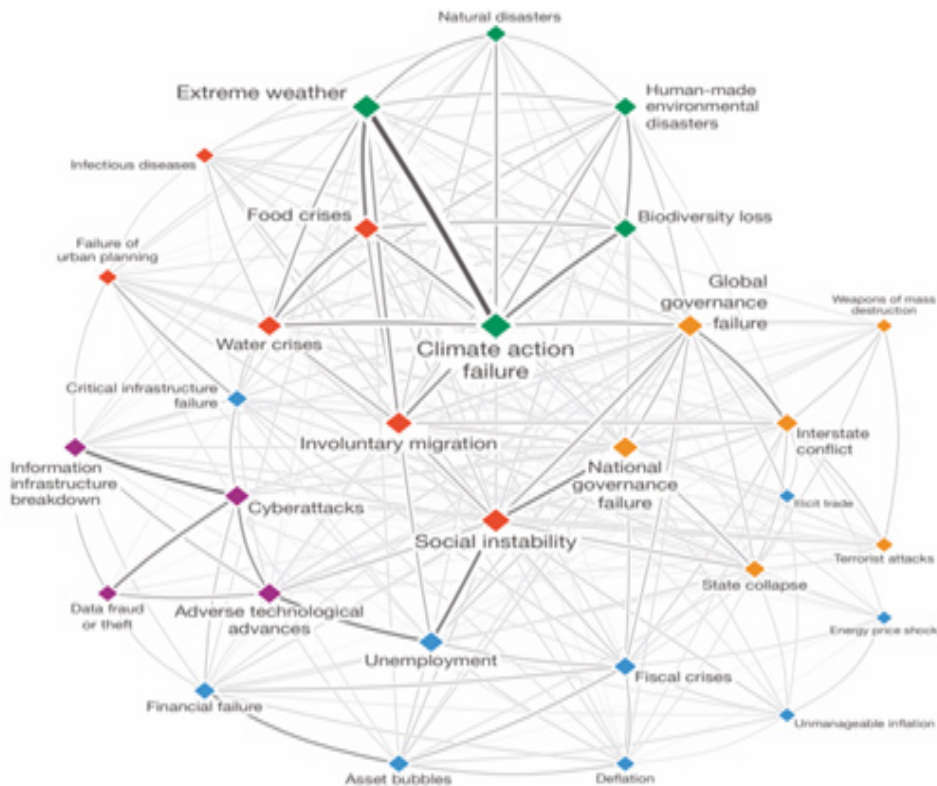 Natural disasters
Extreme weather
Human-made
environmental
disasters
Infectious diseases
Food crises
Biodiversity loss
Failure of
urban planning
Global
governance
failure
Weapons of mass
destruction
Water crises
Climate action
failure
Critical infrastructure
failure
Involuntary migration
Interstate
conflict
Information
infrastructure
breakdown
National
governance
failure
Cyberattacks
Illicit trade
Social instability
Terrorist attacks
State collapse
Data fraud
or theft
Adverse technological
advances
Energy price shock
Unemployment
Fiscal crises
Financial failure
Unmanageable inflation
Asset bubbles
Deflation